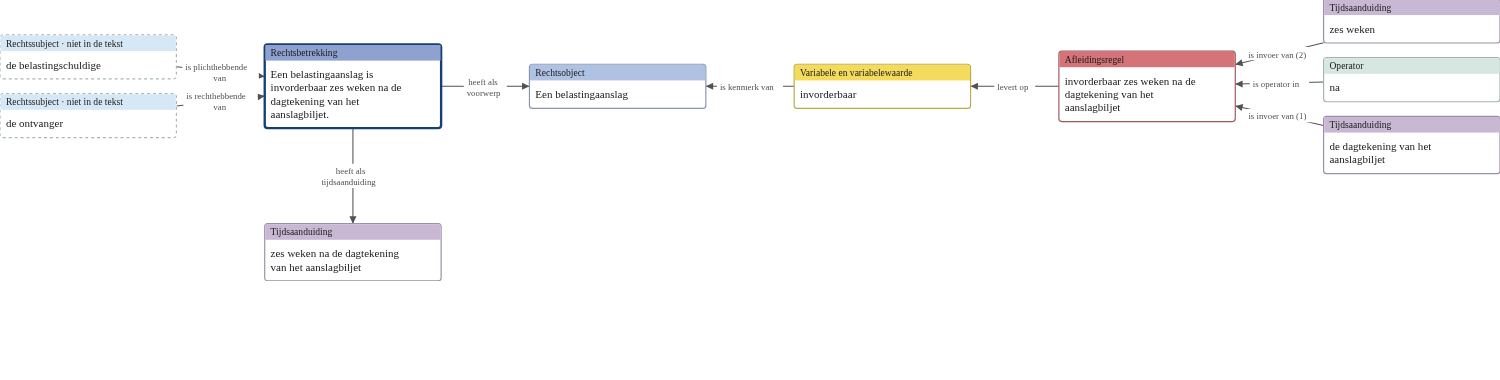 Rechtssubject · niet in de tekst
de belastingschuldige
is plichthebbende
van
Rechtssubject · niet in de tekst
de ontvanger
is rechthebbende
van
Rechtsbetrekking
Een belastingaanslag is
invorderbaar zes weken na de
dagtekening van het
aanslagbiljet.
heeft als
tijdsaanduiding
Tijdsaanduiding
zes weken na de dagtekening
van het aanslagbiljet
heeft als
voorwerp
Rechtsobject
Een belastingaanslag
is kenmerk van
Variabele en variabelewaarde
invorderbaar
levert op
Afleidingsregel
invorderbaar zes weken na de
dagtekening van het
aanslagbiljet
is invoer van (2)
is operator in
is invoer van (1)
Tijdsaanduiding
zes weken
Operator
na
Tijdsaanduiding
de dagtekening van het
aanslagbiljet